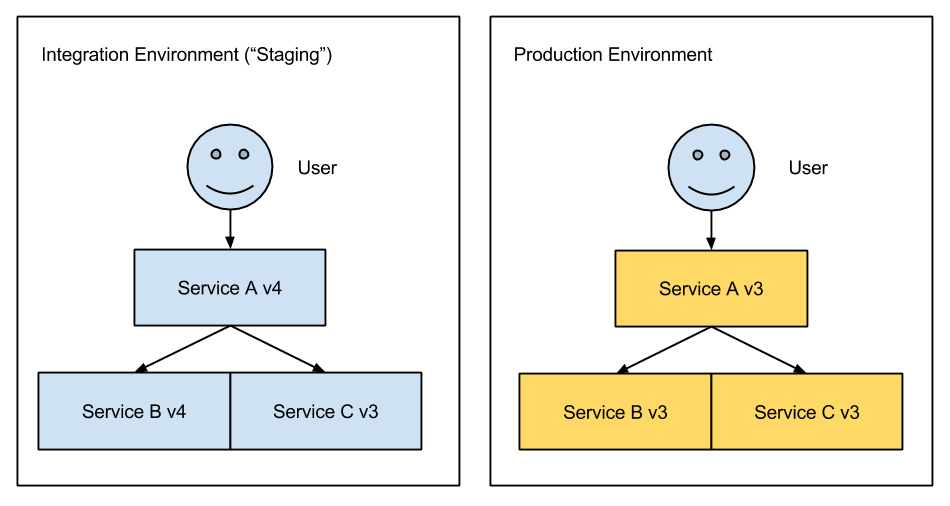 Integration Environment (“Staging”)
User
Service A v4
Service B v4
Service C v3
Production Environment
User
Service A v3
Service B v3
Service C v3